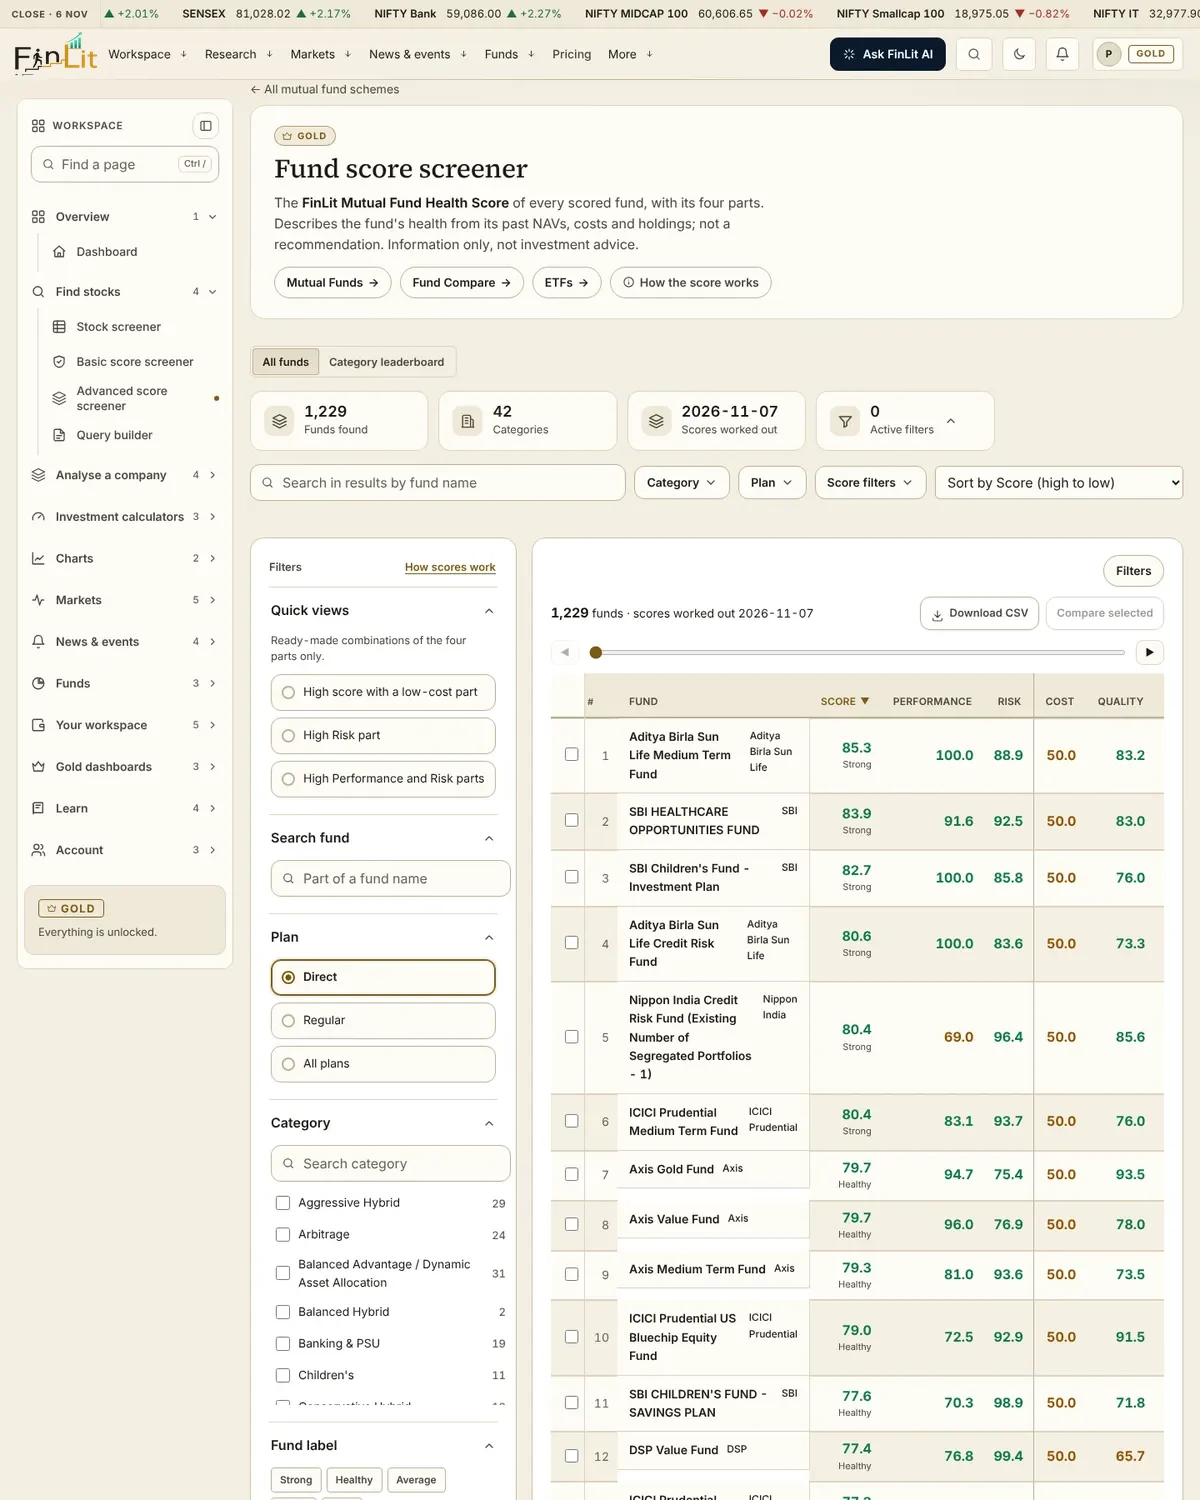 CLOSE · 6 NOV ▲ +2.01% SENSEX 81,028.02 ▲ +2.17% NIFTY Bank 59,086.00 ▲ +2.27% NIFTY MIDCAP 100 60,606.65 ▼ −0.02% NIFTY Smallcap 100 18,975.05 ▼ −0.82% NIFTY IT 32,977.90
FinLit Workspace Research Markets News & events Funds Pricing More Ask FinLit AI P GOLD
← All mutual fund schemes
WORKSPACE
Find a page Ctrl /
Overview 1
Dashboard
Find stocks 4
Stock screener
Basic score screener
Advanced score
screener
Query builder
Analyse a company 4
Investment calculators 3
Charts 2
Markets 5
News & events 4
Funds 3
Your workspace 5
Gold dashboards 3
Learn 4
Account 3
GOLD
Everything is unlocked.
GOLD
Fund score screener
The FinLit Mutual Fund Health Score of every scored fund, with its four parts.
Describes the fund's health from its past NAVs, costs and holdings; not a
recommendation. Information only, not investment advice.
Mutual Funds → Fund Compare → ETFs → How the score works
All funds Category leaderboard
1,229
Funds found
42
Categories
2026-11-07
Scores worked out
0
Active filters
Search in results by fund name Category Plan Score filters Sort by Score (high to low)
Filters How scores work
Quick views
Ready-made combinations of the four
parts only.
High score with a low-cost part
High Risk part
High Performance and Risk parts
Search fund
Part of a fund name
Plan
Direct
Regular
All plans
Category
Search category
Aggressive Hybrid 29
Arbitrage 24
Balanced Advantage / Dynamic
Asset Allocation 31
Balanced Hybrid 2
Banking & PSU 19
Children's 11
Fund label
Strong Healthy Average
Filters
1,229 funds · scores worked out 2026-11-07 Download CSV Compare selected
◀ ▶
# FUND SCORE ▼ PERFORMANCE RISK COST QUALITY
1 Aditya Birla Sun Life Medium Term Fund Aditya Birla Sun Life 85.3 Strong 100.0 88.9 50.0 83.2
2 SBI HEALTHCARE OPPORTUNITIES FUND SBI 83.9 Strong 91.6 92.5 50.0 83.0
3 SBI Children's Fund - Investment Plan SBI 82.7 Strong 100.0 85.8 50.0 76.0
4 Aditya Birla Sun Life Credit Risk Fund Aditya Birla Sun Life 80.6 Strong 100.0 83.6 50.0 73.3
5 Nippon India Credit Risk Fund (Existing Number of Segregated Portfolios - 1) Nippon India 80.4 Strong 69.0 96.4 50.0 85.6
6 ICICI Prudential Medium Term Fund ICICI Prudential 80.4 Strong 83.1 93.7 50.0 76.0
7 Axis Gold Fund Axis 79.7 Healthy 94.7 75.4 50.0 93.5
8 Axis Value Fund Axis 79.7 Healthy 96.0 76.9 50.0 78.0
9 Axis Medium Term Fund Axis 79.3 Healthy 81.0 93.6 50.0 73.5
10 ICICI Prudential US Bluechip Equity Fund ICICI Prudential 79.0 Healthy 72.5 92.9 50.0 91.5
11 SBI CHILDREN'S FUND - SAVINGS PLAN SBI 77.6 Healthy 70.3 98.9 50.0 71.8
12 DSP Value Fund DSP 77.4 Healthy 76.8 99.4 50.0 65.7